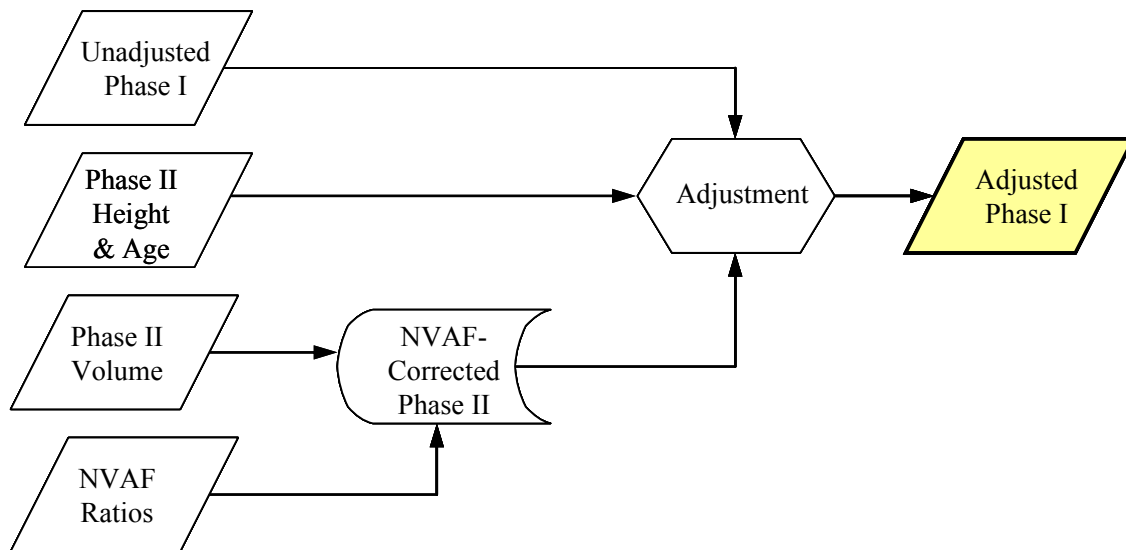 Unadjusted
Phase I
Phase II
Height
& Age
Adjustment
Adjusted
Phase I
Phase II
Volume
NVAF-
Corrected
Phase II
NVAF
Ratios